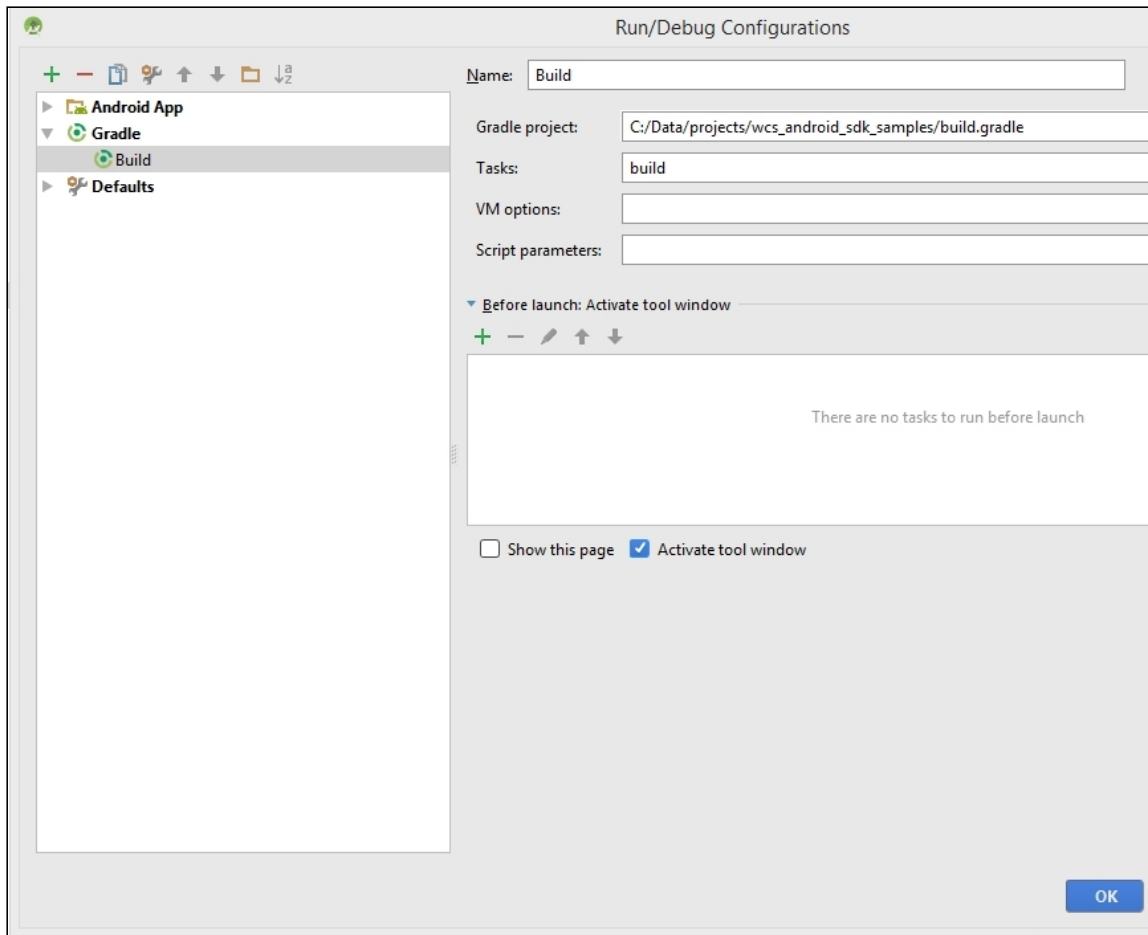 Run/Debug Configurations
Name: Build
Android App
Gradle
Build
Defaults
Gradle project: C:/Data/projects/wcs_android_sdk_samples/build.gradle
Tasks: build
VM options:
Script parameters:
Before launch: Activate tool window
There are no tasks to run before launch
Show this page Activate tool window
OK